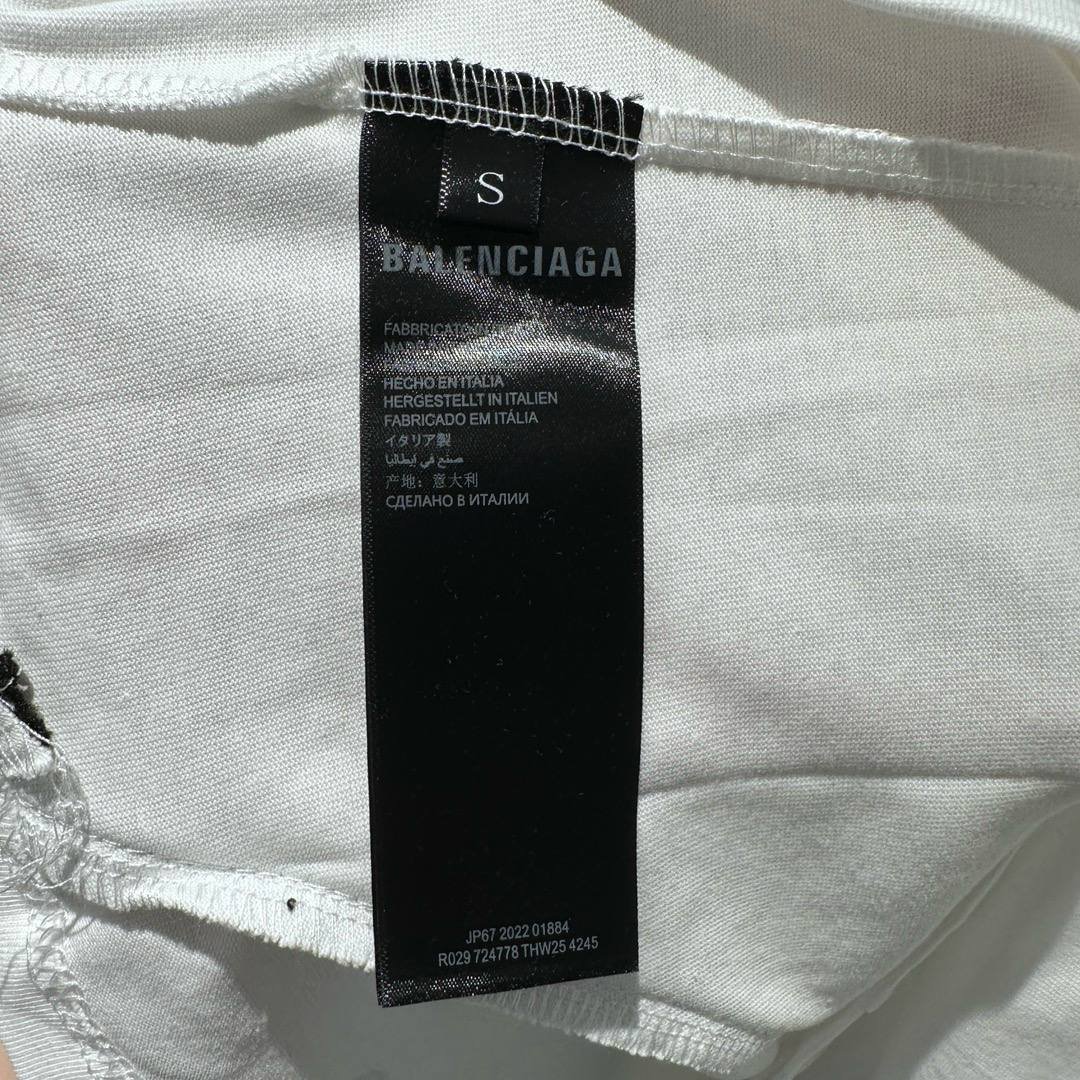 S
BALENCIAGA
FABBRICATO
HECHO EN ITALIA
HERGESTELLT IN ITALIEN
FABRICADO EM ITÁLIA
イタリア製
صنع في إيطاليا
产地：意大利
СДЕЛАНО В ИТАЛИИ
JP67 2022 01884
R029 724778 THW25 4245